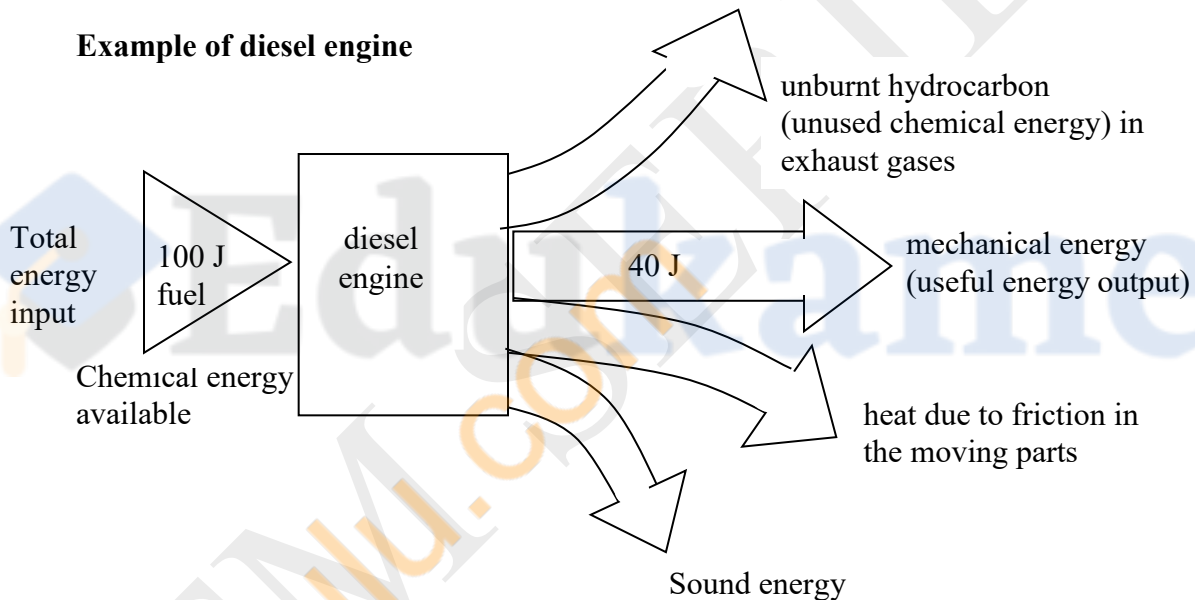 Example of diesel engine
unburnt hydrocarbon
(unused chemical energy) in
exhaust gases
Total
energy
input
100 J
fuel
diesel
engine
40 J
mechanical energy
(useful energy output)
Chemical energy
available
heat due to friction in
the moving parts
Sound energy
Edukame
u.com